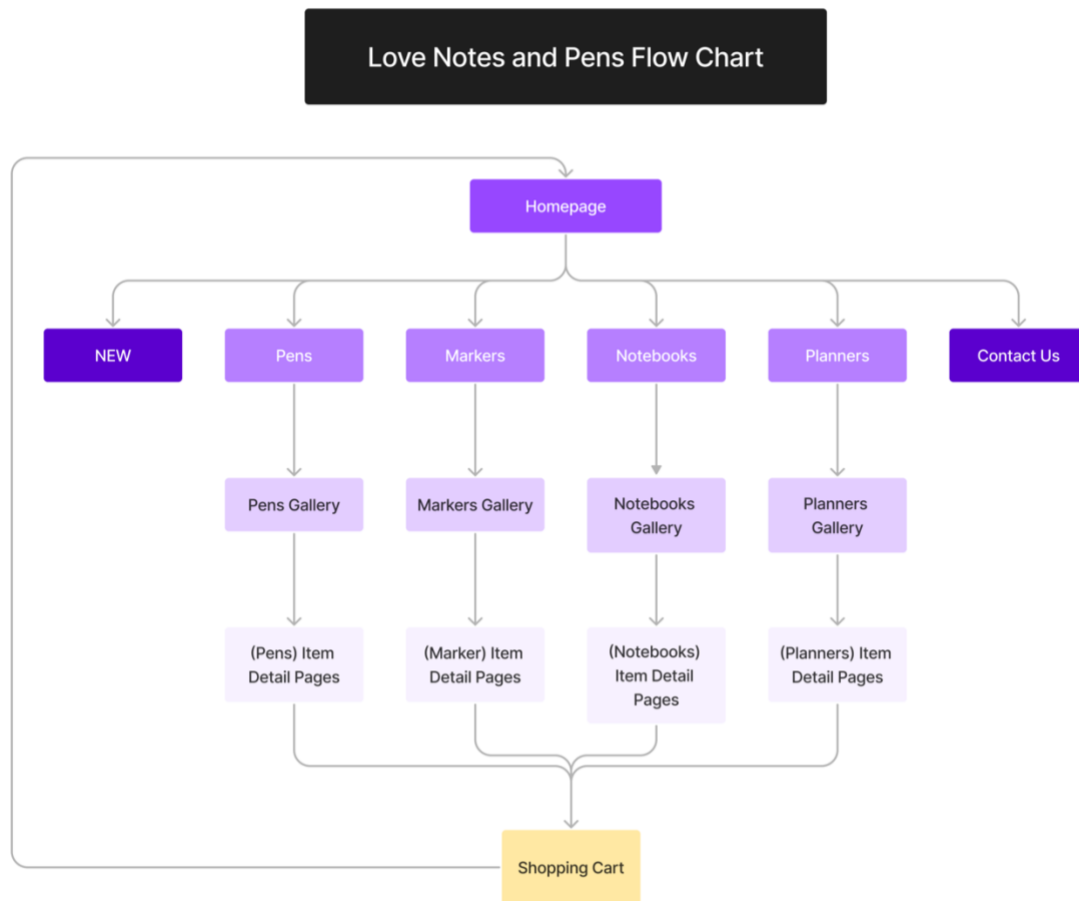 Love Notes and Pens Flow Chart
Homepage
NEW
Pens
Markers
Notebooks
Planners
Contact Us
Pens Gallery
Markers Gallery
Notebooks
Gallery
Planners
Gallery
(Pens) Item
Detail Pages
(Marker) Item
Detail Pages
(Notebooks)
Item Detail
Pages
(Planners) Item
Detail Pages
Shopping Cart